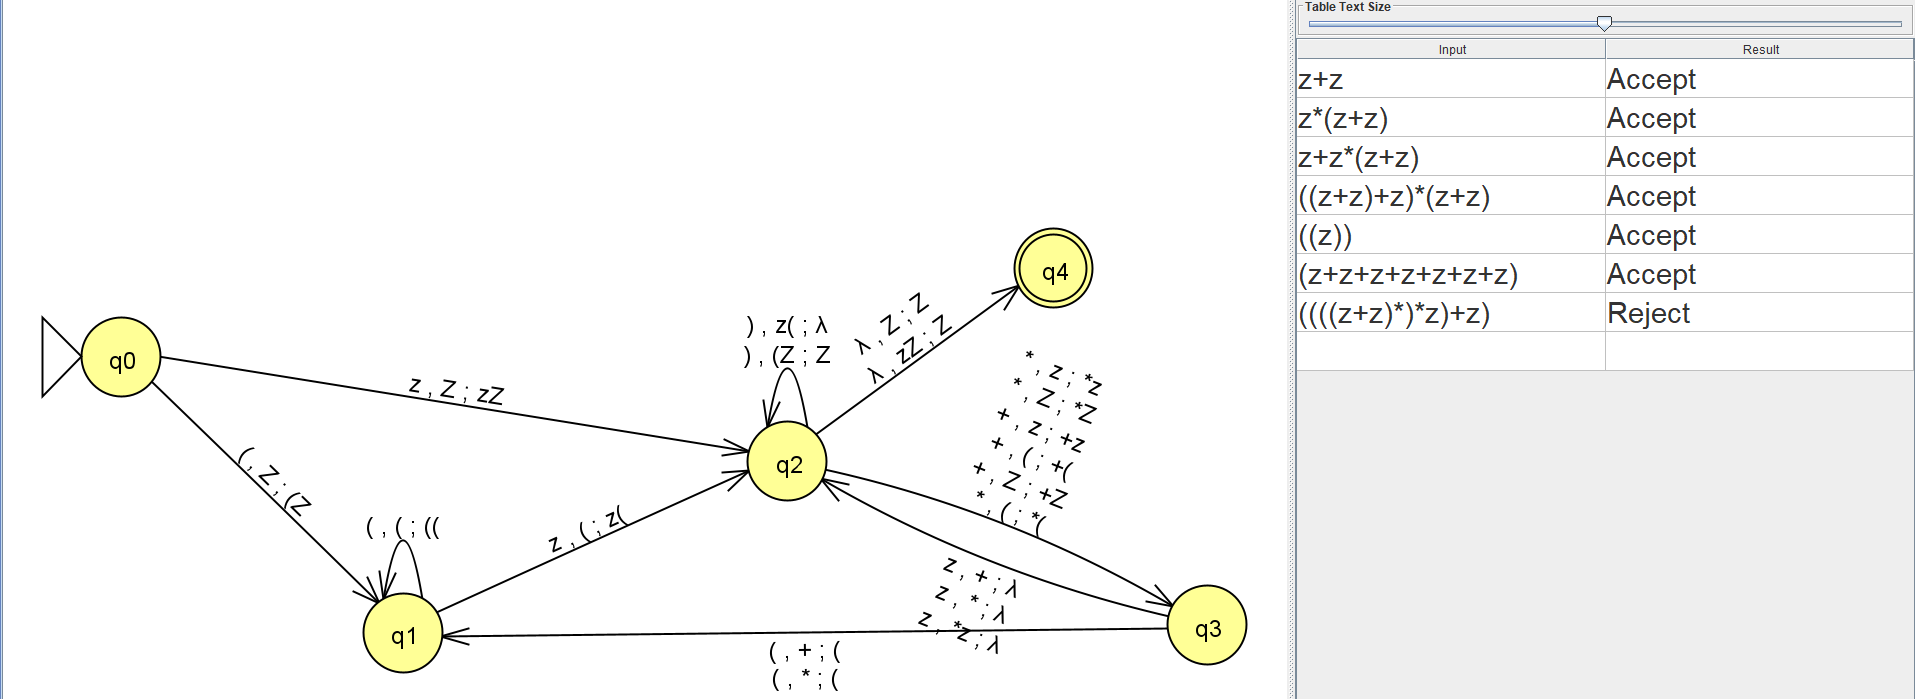 q0
q1
q2
q3
q4
z , Z ; zZ
( , Z ; (Z
( , ( ; ((
z , ( ; z(
) , z( ; λ
) , (Z ; Z
λ , Z ; Z
λ , zZ ; Z
* , z ; *z
* , Z ; *Z
+ , z ; +z
+ , ( ; +(
+ , Z ; +Z
* , ( ; *(
z , + ; λ
z , * ; λ
z , *z ; λ
( , + ; (
( , * ; (
Table Text Size
Input Result
z+z Accept
z*(z+z) Accept
z+z*(z+z) Accept
((z+z)+z)*(z+z) Accept
((z)) Accept
(z+z+z+z+z+z+z) Accept
((((z+z)*)*z)+z) Reject